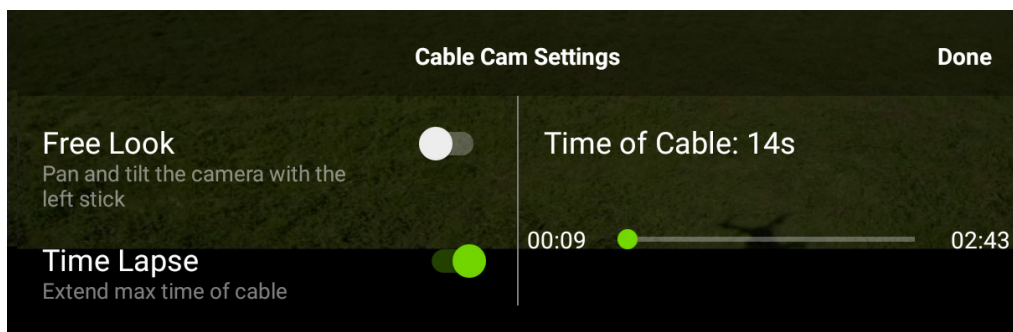 Cable Cam Settings
Done
Free Look
Pan and tilt the camera with the
left stick
Time Lapse
Extend max time of cable
Time of Cable: 14s
00:09
02:43